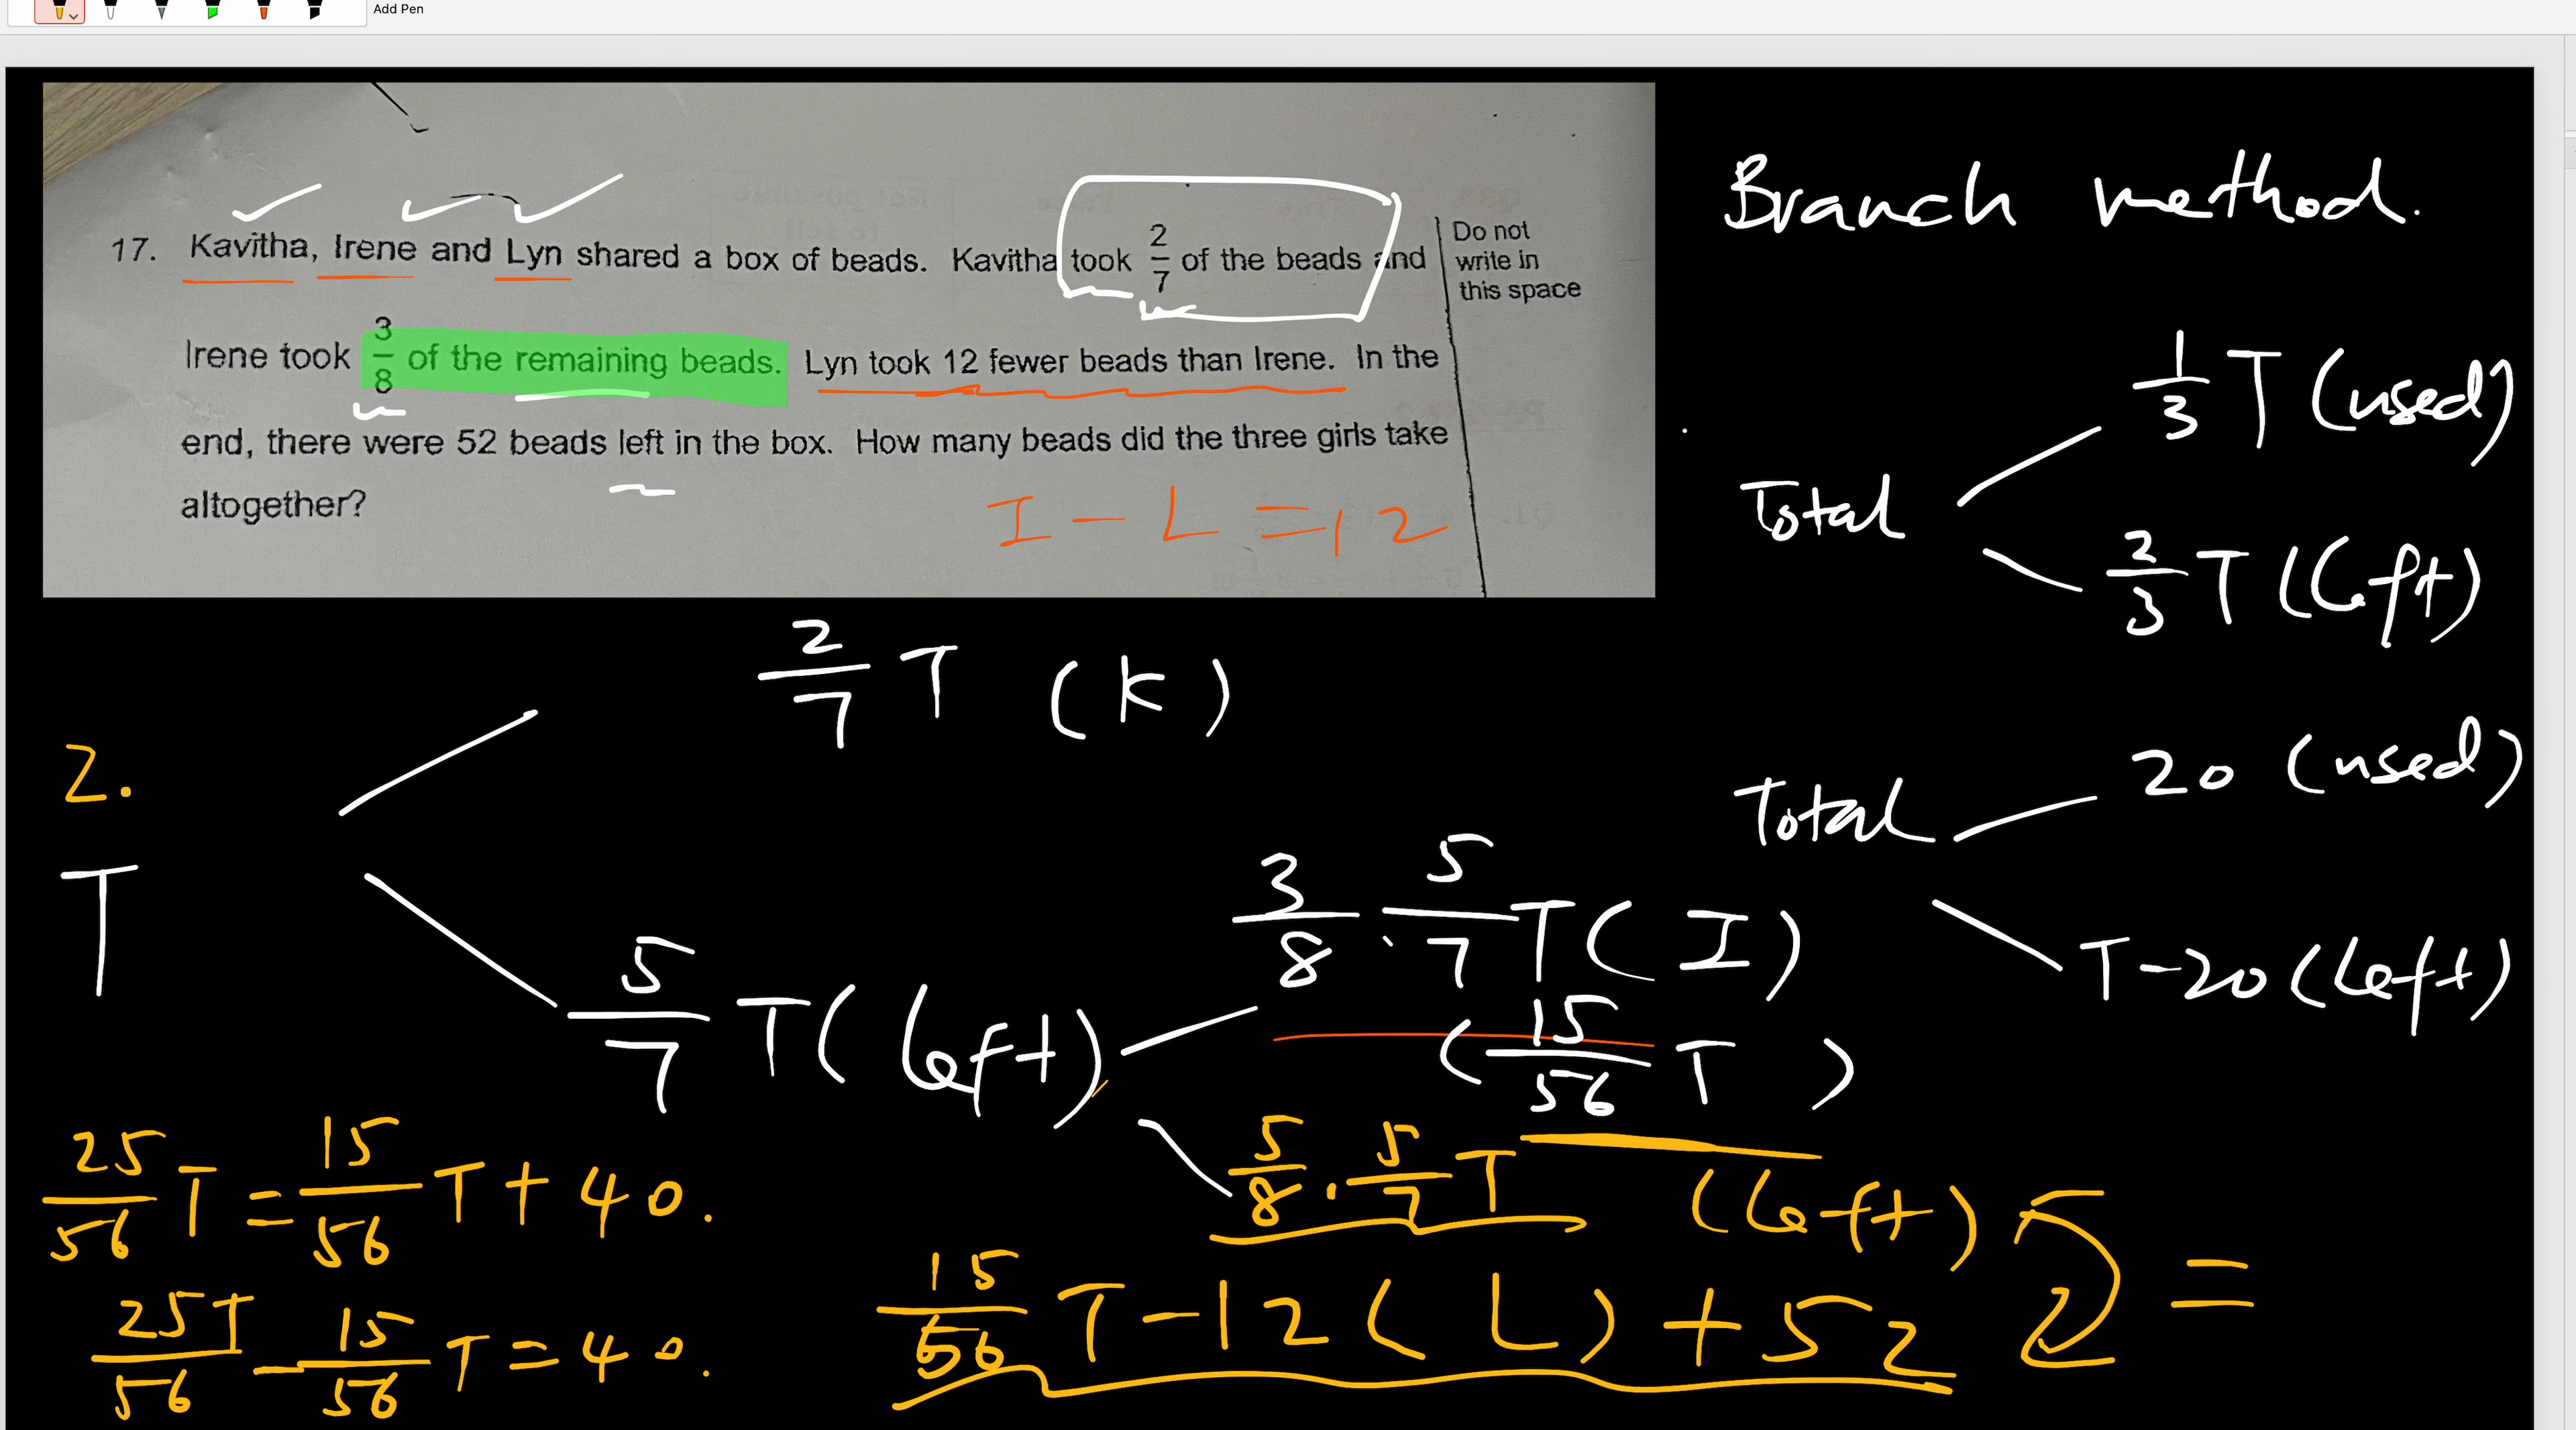 Add Pen
17. Kavitha, Irene and Lyn shared a box of beads. Kavitha took 2/7 of the beads and
Irene took 3/8 of the remaining beads. Lyn took 12 fewer beads than Irene. In the
end, there were 52 beads left in the box. How many beads did the three girls take
altogether?
Do not
write in
this space
I - L = 12
Branch method.
Total
1/3 T (used)
2/3 T (left)
Total
20 (used)
T-20 (left)
2.
T
2/7 T (K)
5/7 T (left)
3/8 · 5/7 T (I)
(15/56 T)
5/8 · 5/7 T (left)
15/56 T - 12 (L) + 52
=
25/56 T = 15/56 T + 40.
25T/56 - 15/56 T = 40.